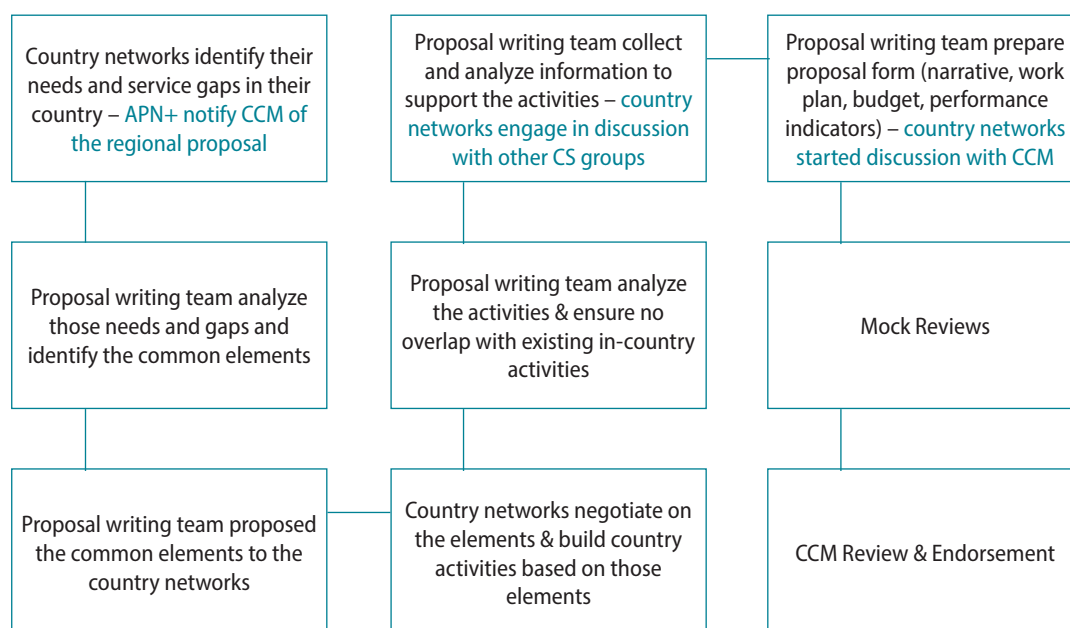 Country networks identify their
needs and service gaps in their
country – APN+ notify CCM of
the regional proposal
Proposal writing team analyze
those needs and gaps and
identify the common elements
Proposal writing team proposed
the common elements to the
country networks
Country networks negotiate on
the elements & build country
activities based on those
elements
Proposal writing team analyze
the activities & ensure no
overlap with existing in-country
activities
Proposal writing team collect
and analyze information to
support the activities – country
networks engage in discussion
with other CS groups
Proposal writing team prepare
proposal form (narrative, work
plan, budget, performance
indicators) – country networks
started discussion with CCM
Mock Reviews
CCM Review & Endorsement